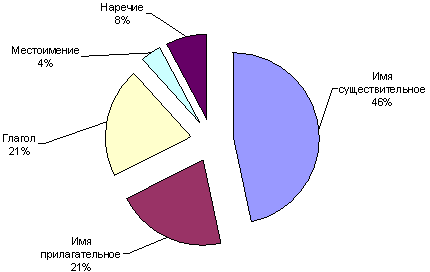 Наречие
8%
Местоимение
4%
Имя
существительное
46%
Глагол
21%
Имя
прилагательное
21%